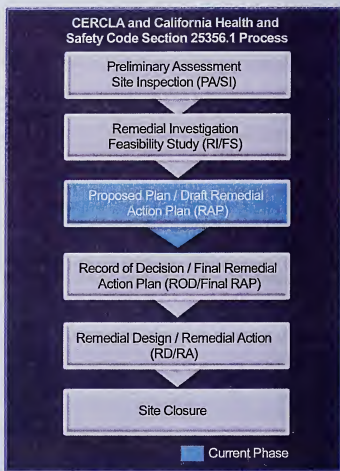 CERCLA and California Health and
Safety Code Section 25356.1 Process
Preliminary Assessment
Site Inspection (PA/SI)
Remedial Investigation
Feasibility Study (RI/FS)
Proposed Plan / Draft Remedial
Action Plan (RAP)
Record of Decision / Final Remedial
Action Plan (ROD/Final RAP)
Remedial Design / Remedial Action
(RD/RA)
Site Closure
Current Phase